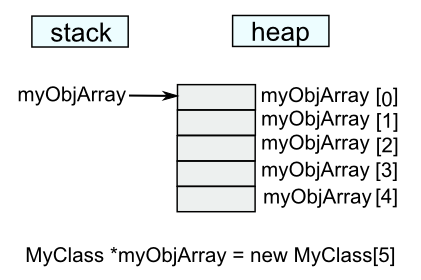 stack heap
myObjArray myObjArray [0]
myObjArray [1]
myObjArray [2]
myObjArray [3]
myObjArray [4]
MyClass *myObjArray = new MyClass[5]